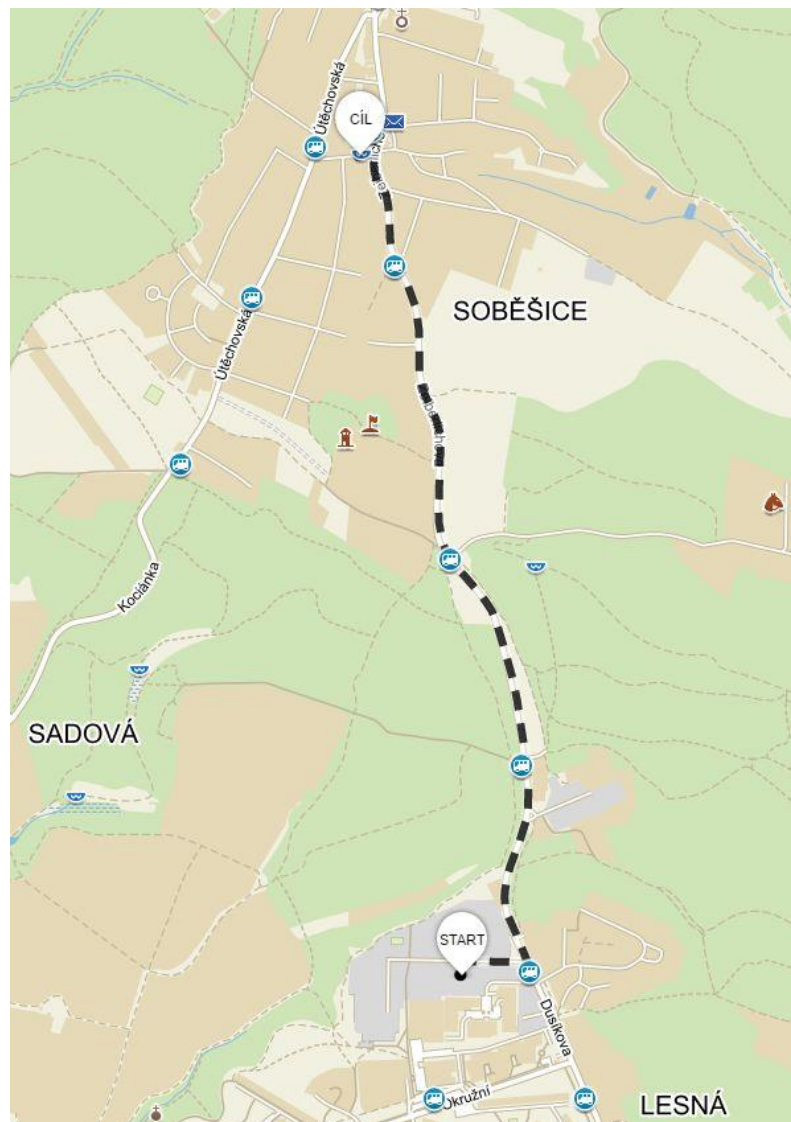 Útěchovská
CÍL
SOBĚŠICE
Útěchovská
Kociánka
SADOVÁ
START
Dusíkova
Okružní
LESNÁ